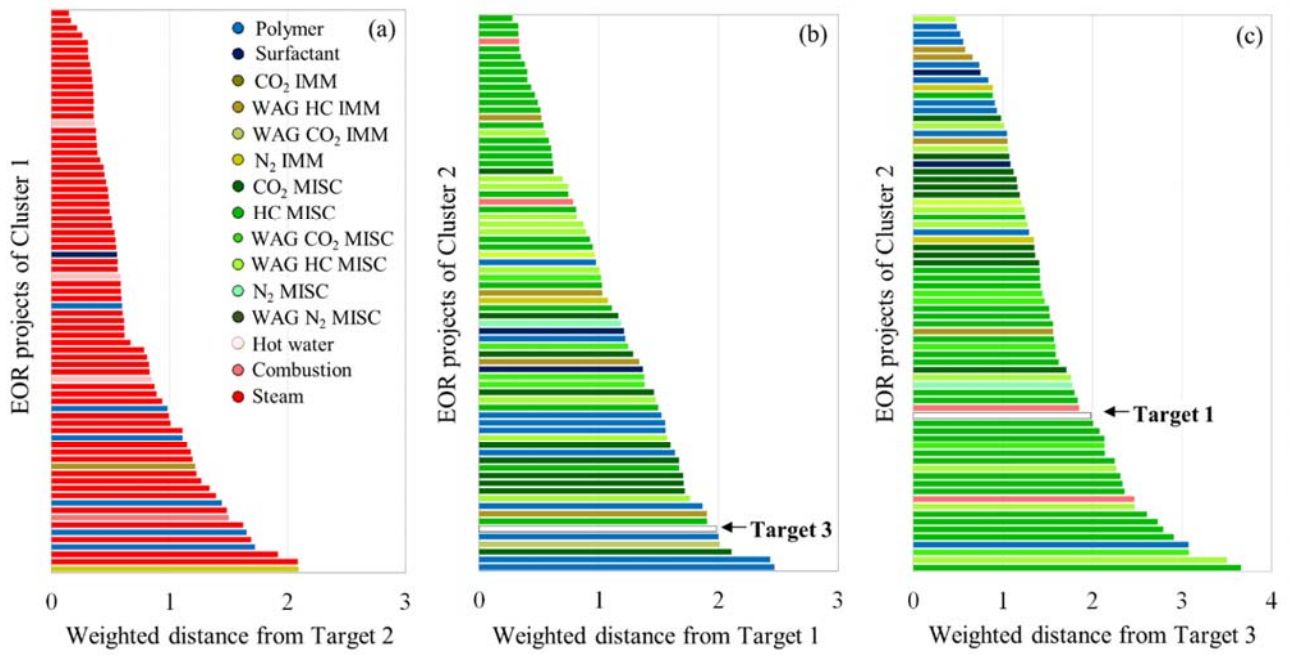 (a)
Polymer
Surfactant
CO₂ IMM
WAG HC IMM
WAG CO₂ IMM
N₂ IMM
CO₂ MISC
HC MISC
WAG CO₂ MISC
WAG HC MISC
N₂ MISC
WAG N₂ MISC
Hot water
Combustion
Steam
EOR projects of Cluster 1
0 1 2 3
Weighted distance from Target 2
(b)
EOR projects of Cluster 2
Target 3
0 1 2 3
Weighted distance from Target 1
(c)
EOR projects of Cluster 2
Target 1
0 1 2 3 4
Weighted distance from Target 3